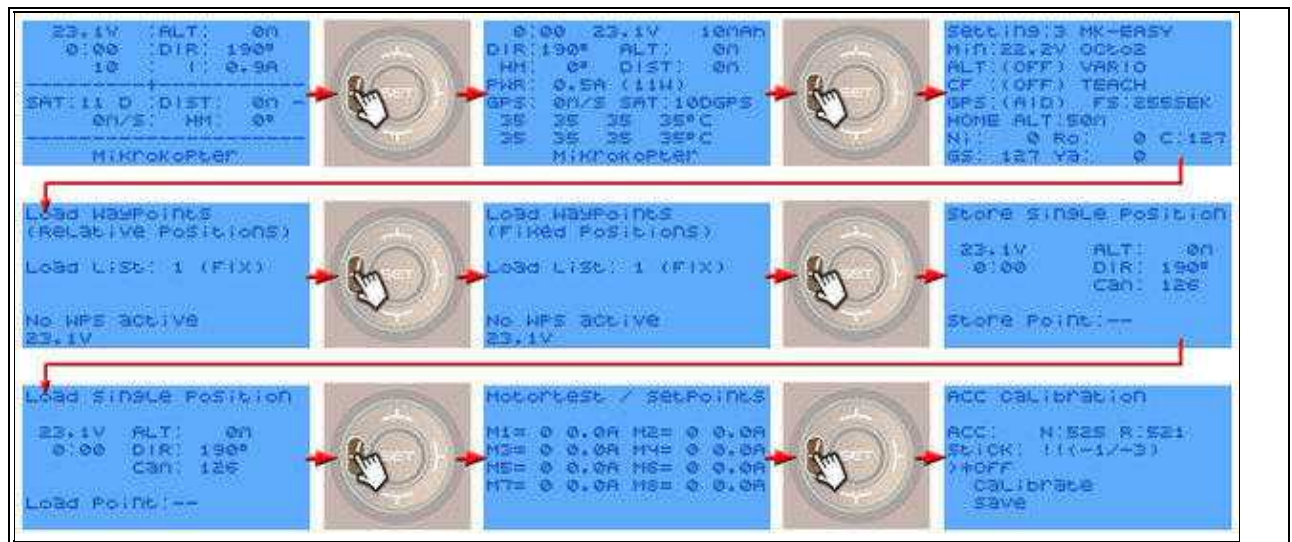 23.1V :ALT: 0m
0:00 :DIR: 190°
10 : I: 0.9A
SAT:11 D :DIST: 0m -
0m/s: HM: 0°
MikroKopter
SET
0:00 23.1V 10mAh
DIR:190° ALT: 0m
HM: 0° DIST: 0m
PWR: 0.5A (11W)
GPS: 0m/s SAT:10DGPS
35 35 35 35°C
35 35 35 35°C
MikroKopter
SET
Setting:3 MK-EASY
Min:22.2V Octo2
ALT:(OFF) VARIO
CF :(OFF) TEACH
GPS:(AID) FS:255SEK
HOME ALT:50m
Ni: 0 Ro: 0 C:127
GS: 127 Ya: 0
Load WayPoints
(Relative Positions)
Load List: 1 (FIX)
No WPs active
23.1V
SET
Load WayPoints
(Fixed Positions)
Load List: 1 (FIX)
No WPs active
23.1V
SET
Store Single Position
23.1V ALT: 0m
0:00 DIR: 190°
Can: 126
Store Point:--
Load Single Position
23.1V ALT: 0m
0:00 DIR: 190°
Can: 126
Load Point:--
SET
Motortest / SetPoints
M1= 0 0.0A M2= 0 0.0A
M3= 0 0.0A M4= 0 0.0A
M5= 0 0.0A M6= 0 0.0A
M7= 0 0.0A M8= 0 0.0A
SET
ACC Calibration
ACC: N:525 R:521
Stick: !!(-1/-3)
>*OFF
Calibrate
Save